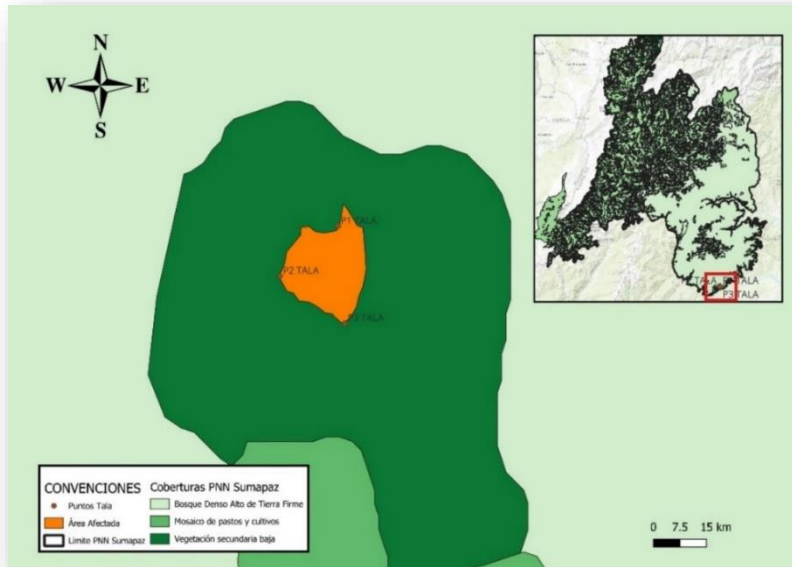 N
W E
S
P1 TALA
P2 TALA
P3 TALA
TALA
P3 TALA
CONVENCIONES
Puntos Tala
Área Afectada
Limite PNN Sumapaz
Coberturas PNN Sumapaz
Bosque Denso Alto de Tierra Firme
Mosaico de pastos y cultivos
Vegetación secundaria baja
0 7.5 15 km